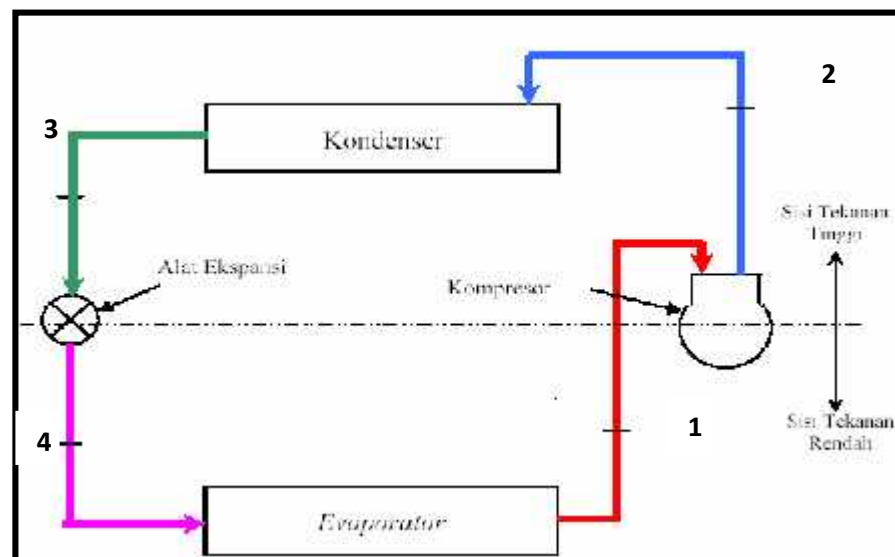 2
3
Kondenser
Sisi Tekanan
Tinggi
Alat Ekspansi
Kompresor
4
1
Sisi Tekanan
Rendah
Evaporator